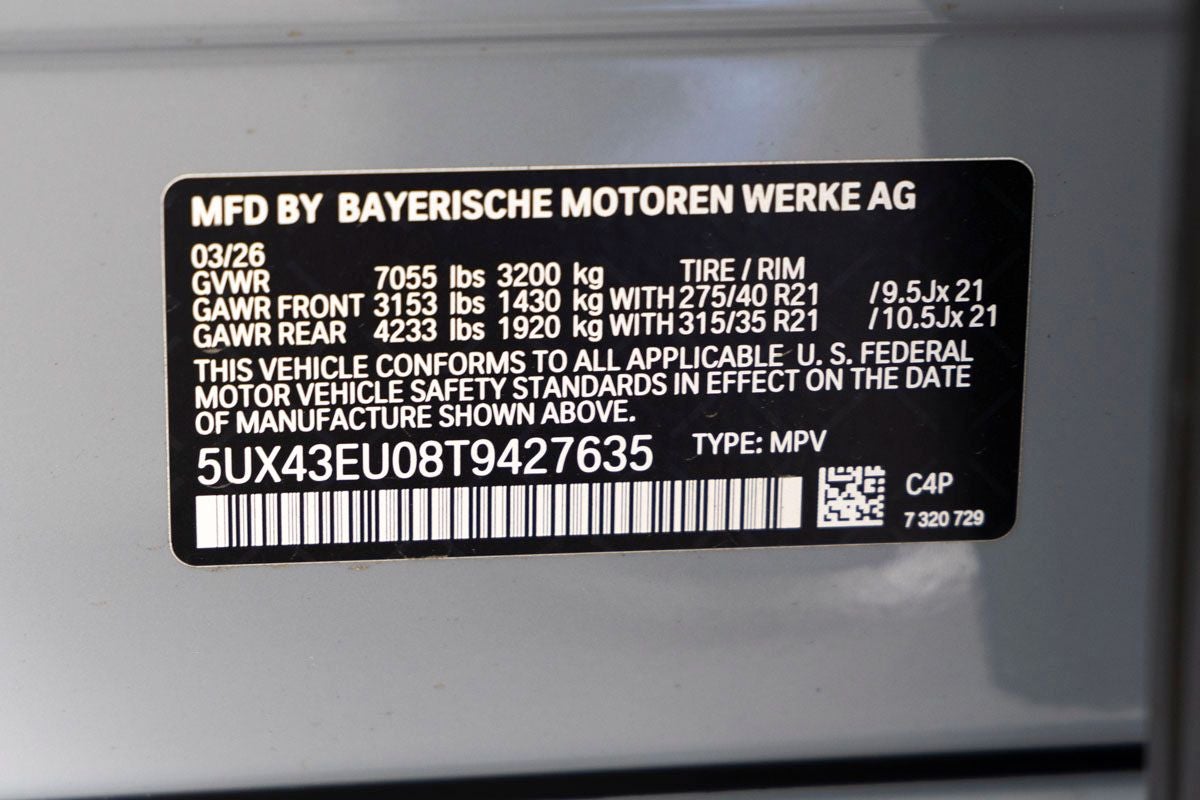 MFD BY BAYERISCHE MOTOREN WERKE AG
03/26
GVWR 7055 lbs 3200 kg TIRE / RIM
GAWR FRONT 3153 lbs 1430 kg WITH 275/40 R21 /9.5Jx 21
GAWR REAR 4233 lbs 1920 kg WITH 315/35 R21 /10.5Jx 21
THIS VEHICLE CONFORMS TO ALL APPLICABLE U. S. FEDERAL
MOTOR VEHICLE SAFETY STANDARDS IN EFFECT ON THE DATE
OF MANUFACTURE SHOWN ABOVE.
5UX43EU08T9427635 TYPE: MPV
C4P
7 320 729